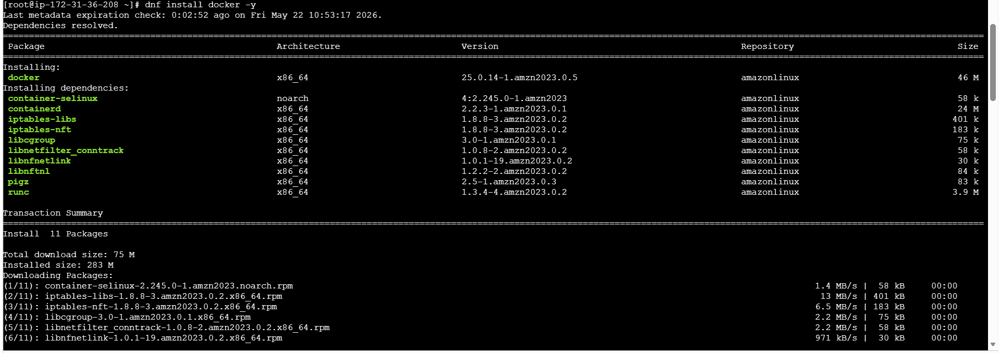 [root@ip-172-31-36-208 ~]# dnf install docker -y
Last metadata expiration check: 0:02:52 ago on Fri May 22 10:53:17 2026.
Dependencies resolved.
================================================================================
Package Architecture Version Repository Size
================================================================================
Installing:
docker x86_64 25.0.14-1.amzn2023.0.5 amazonlinux 46 M
Installing dependencies:
container-selinux noarch 4:2.245.0-1.amzn2023 amazonlinux 58 k
containerd x86_64 2.2.3-1.amzn2023.0.1 amazonlinux 24 M
iptables-libs x86_64 1.8.8-3.amzn2023.0.2 amazonlinux 401 k
iptables-nft x86_64 1.8.8-3.amzn2023.0.2 amazonlinux 183 k
libcgroup x86_64 3.0-1.amzn2023.0.1 amazonlinux 75 k
libnetfilter_conntrack x86_64 1.0.8-2.amzn2023.0.2 amazonlinux 58 k
libnfnetlink x86_64 1.0.1-19.amzn2023.0.2 amazonlinux 30 k
libnftnl x86_64 1.2.2-2.amzn2023.0.2 amazonlinux 84 k
pigz x86_64 2.5-1.amzn2023.0.3 amazonlinux 83 k
runc x86_64 1.3.4-4.amzn2023.0.2 amazonlinux 3.9 M
Transaction Summary
================================================================================
Install 11 Packages
Total download size: 75 M
Installed size: 283 M
Downloading Packages:
(1/11): container-selinux-2.245.0-1.amzn2023.noarch.rpm 1.4 MB/s | 58 kB 00:00
(2/11): iptables-libs-1.8.8-3.amzn2023.0.2.x86_64.rpm 13 MB/s | 401 kB 00:00
(3/11): iptables-nft-1.8.8-3.amzn2023.0.2.x86_64.rpm 6.5 MB/s | 183 kB 00:00
(4/11): libcgroup-3.0-1.amzn2023.0.1.x86_64.rpm 2.2 MB/s | 75 kB 00:00
(5/11): libnetfilter_conntrack-1.0.8-2.amzn2023.0.2.x86_64.rpm 2.2 MB/s | 58 kB 00:00
(6/11): libnfnetlink-1.0.1-19.amzn2023.0.2.x86_64.rpm 971 kB/s | 30 kB 00:00